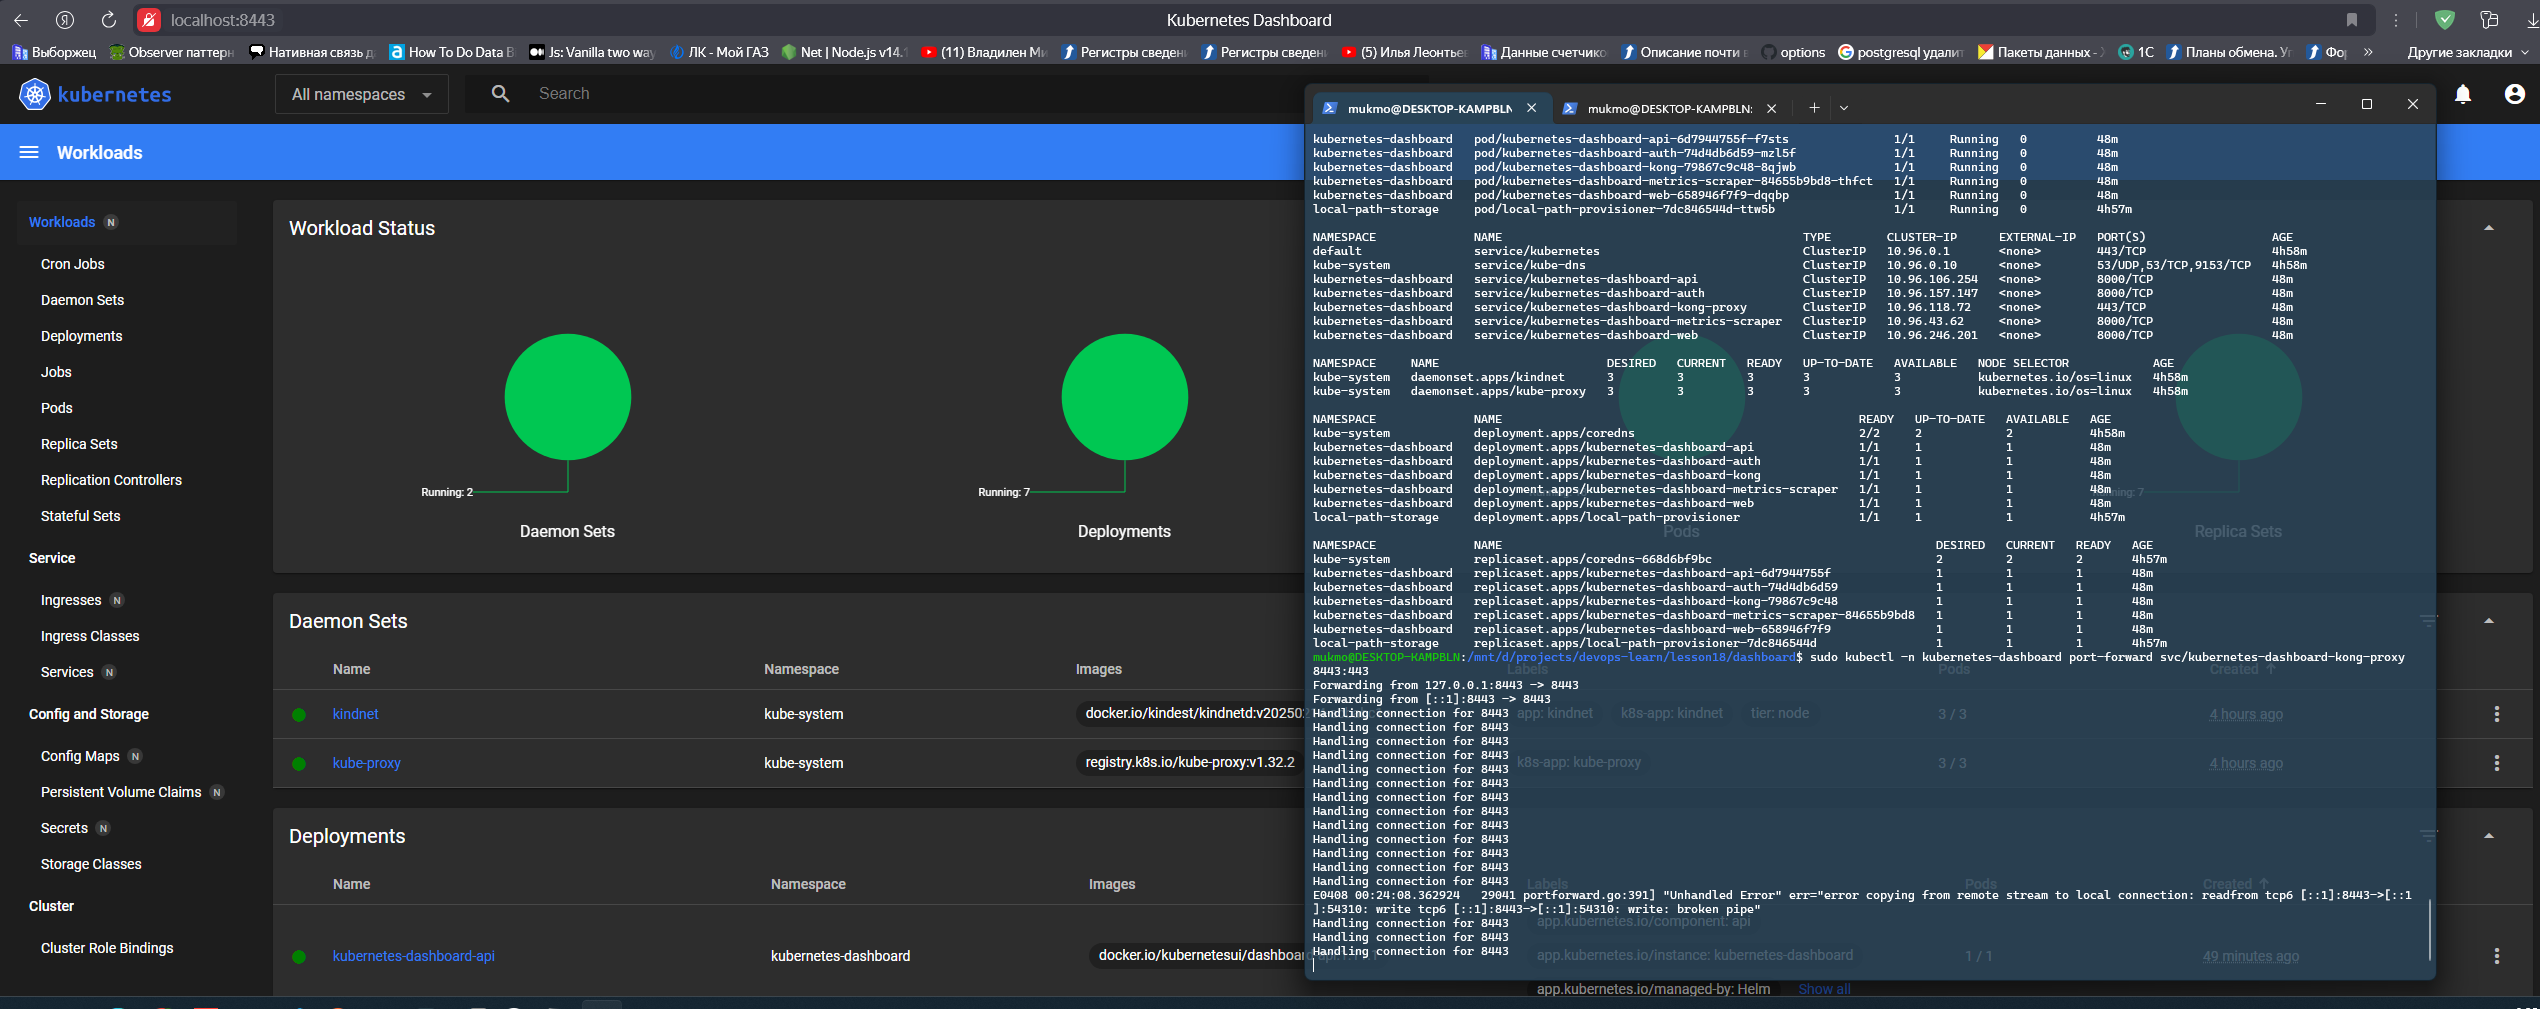 localhost:8443
Kubernetes Dashboard
Выборжец
Observer паттерн
Нативная связь д
How To Do Data B
Js: Vanilla two way
ЛК - Мой ГАЗ
Net | Node.js v14.
(11) Владилен Ми
Регистры сведени
Регистры сведени
(5) Илья Леонтье
Данные счетчико
Описание почти в
options
postgresql удалит
Пакеты данных -
1С
Планы обмена. У
Фор
»
Другие закладки
kubernetes
All namespaces
Search
Workloads
Workloads N
Cron Jobs
Daemon Sets
Deployments
Jobs
Pods
Replica Sets
Replication Controllers
Stateful Sets
Service
Ingresses N
Ingress Classes
Services N
Config and Storage
Config Maps N
Persistent Volume Claims N
Secrets N
Storage Classes
Cluster
Cluster Role Bindings
Workload Status
Running: 2
Daemon Sets
Running: 7
Deployments
Pods
Running: 7
Replica Sets
Daemon Sets
Name Namespace Images Labels Pods Created
kindnet kube-system docker.io/kindest/kindnetd:v202502 app: kindnet k8s-app: kindnet tier: node 3 / 3 4 hours ago
kube-proxy kube-system registry.k8s.io/kube-proxy:v1.32.2 k8s-app: kube-proxy 3 / 3 4 hours ago
Deployments
Name Namespace Images Labels Pods Created
kubernetes-dashboard-api kubernetes-dashboard docker.io/kubernetesui/dashboard app.kubernetes.io/component: api
app.kubernetes.io/instance: kubernetes-dashboard 1 / 1 49 minutes ago
app.kubernetes.io/managed-by: Helm Show all
mukmo@DESKTOP-KAMPBLN
mukmo@DESKTOP-KAMPBLN:
kubernetes-dashboard pod/kubernetes-dashboard-api-6d7944755f-f7sts 1/1 Running 0 48m
kubernetes-dashboard pod/kubernetes-dashboard-auth-74d4db6d59-mzl5f 1/1 Running 0 48m
kubernetes-dashboard pod/kubernetes-dashboard-kong-79867c9c48-8qjwb 1/1 Running 0 48m
kubernetes-dashboard pod/kubernetes-dashboard-metrics-scraper-84655b9bd8-thfct 1/1 Running 0 48m
kubernetes-dashboard pod/kubernetes-dashboard-web-658946f7f9-dqqbp 1/1 Running 0 48m
local-path-storage pod/local-path-provisioner-7dc846544d-ttw5b 1/1 Running 0 4h57m
NAMESPACE NAME TYPE CLUSTER-IP EXTERNAL-IP PORT(S) AGE
default service/kubernetes ClusterIP 10.96.0.1 <none> 443/TCP 4h58m
kube-system service/kube-dns ClusterIP 10.96.0.10 <none> 53/UDP,53/TCP,9153/TCP 4h58m
kubernetes-dashboard service/kubernetes-dashboard-api ClusterIP 10.96.106.254 <none> 8000/TCP 48m
kubernetes-dashboard service/kubernetes-dashboard-auth ClusterIP 10.96.157.147 <none> 8000/TCP 48m
kubernetes-dashboard service/kubernetes-dashboard-kong-proxy ClusterIP 10.96.118.72 <none> 443/TCP 48m
kubernetes-dashboard service/kubernetes-dashboard-metrics-scraper ClusterIP 10.96.43.62 <none> 8000/TCP 48m
kubernetes-dashboard service/kubernetes-dashboard-web ClusterIP 10.96.246.201 <none> 8000/TCP 48m
NAMESPACE NAME DESIRED CURRENT READY UP-TO-DATE AVAILABLE NODE SELECTOR AGE
kube-system daemonset.apps/kindnet 3 3 3 3 3 kubernetes.io/os=linux 4h58m
kube-system daemonset.apps/kube-proxy 3 3 3 3 3 kubernetes.io/os=linux 4h58m
NAMESPACE NAME READY UP-TO-DATE AVAILABLE AGE
kube-system deployment.apps/coredns 2/2 2 2 4h58m
kubernetes-dashboard deployment.apps/kubernetes-dashboard-api 1/1 1 1 48m
kubernetes-dashboard deployment.apps/kubernetes-dashboard-auth 1/1 1 1 48m
kubernetes-dashboard deployment.apps/kubernetes-dashboard-kong 1/1 1 1 48m
kubernetes-dashboard deployment.apps/kubernetes-dashboard-metrics-scraper 1/1 1 1 48m
kubernetes-dashboard deployment.apps/kubernetes-dashboard-web 1/1 1 1 48m
local-path-storage deployment.apps/local-path-provisioner 1/1 1 1 4h57m
NAMESPACE NAME DESIRED CURRENT READY AGE
kube-system replicaset.apps/coredns-668d6bf9bc 2 2 2 4h57m
kubernetes-dashboard replicaset.apps/kubernetes-dashboard-api-6d7944755f 1 1 1 48m
kubernetes-dashboard replicaset.apps/kubernetes-dashboard-auth-74d4db6d59 1 1 1 48m
kubernetes-dashboard replicaset.apps/kubernetes-dashboard-kong-79867c9c48 1 1 1 48m
kubernetes-dashboard replicaset.apps/kubernetes-dashboard-metrics-scraper-84655b9bd8 1 1 1 48m
kubernetes-dashboard replicaset.apps/kubernetes-dashboard-web-658946f7f9 1 1 1 48m
local-path-storage replicaset.apps/local-path-provisioner-7dc846544d 1 1 1 4h57m
mukmo@DESKTOP-KAMPBLN:/mnt/d/projects/devops-learn/lesson18/dashboard$ sudo kubectl -n kubernetes-dashboard port-forward svc/kubernetes-dashboard-kong-proxy
8443:443
Forwarding from 127.0.0.1:8443 -> 8443
Forwarding from [::1]:8443 -> 8443
Handling connection for 8443
Handling connection for 8443
Handling connection for 8443
Handling connection for 8443
Handling connection for 8443
Handling connection for 8443
Handling connection for 8443
Handling connection for 8443
Handling connection for 8443
Handling connection for 8443
Handling connection for 8443
Handling connection for 8443
Handling connection for 8443
E0408 00:24:08.362924 29041 portforward.go:391] "Unhandled Error" err="error copying from remote stream to local connection: readfrom tcp6 [::1]:8443->[::1
]:54310: write tcp6 [::1]:8443->[::1]:54310: write: broken pipe"
Handling connection for 8443
Handling connection for 8443
Handling connection for 8443